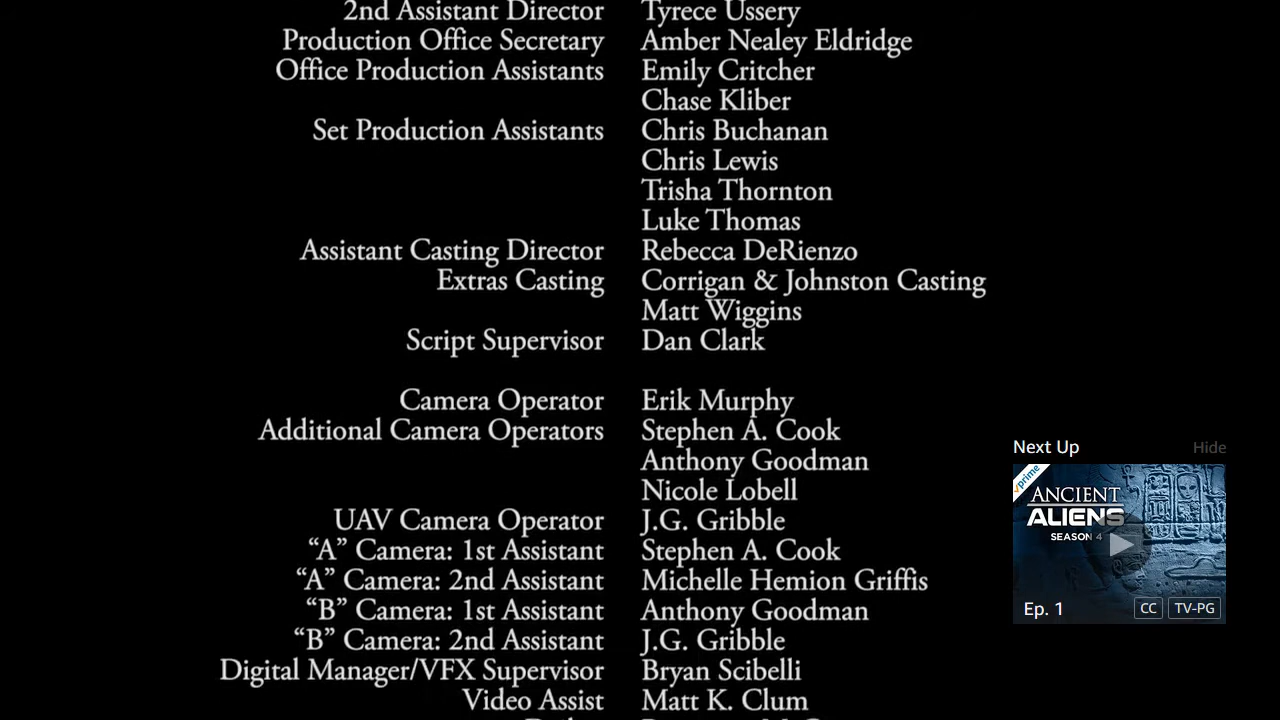 2nd Assistant Director Tyrece Ussery
Production Office Secretary Amber Nealey Eldridge
Office Production Assistants Emily Critcher
Chase Kliber
Set Production Assistants Chris Buchanan
Chris Lewis
Trisha Thornton
Luke Thomas
Assistant Casting Director Rebecca DeRienzo
Extras Casting Corrigan & Johnston Casting
Matt Wiggins
Script Supervisor Dan Clark
Camera Operator Erik Murphy
Additional Camera Operators Stephen A. Cook
Anthony Goodman
Nicole Lobell
UAV Camera Operator J.G. Gribble
“A” Camera: 1st Assistant Stephen A. Cook
“A” Camera: 2nd Assistant Michelle Hemion Griffis
“B” Camera: 1st Assistant Anthony Goodman
“B” Camera: 2nd Assistant J.G. Gribble
Digital Manager/VFX Supervisor Bryan Scibelli
Video Assist Matt K. Clum
Next Up Hide
prime
ANCIENT
ALIENS
SEASON 4
Ep. 1 CC TV-PG